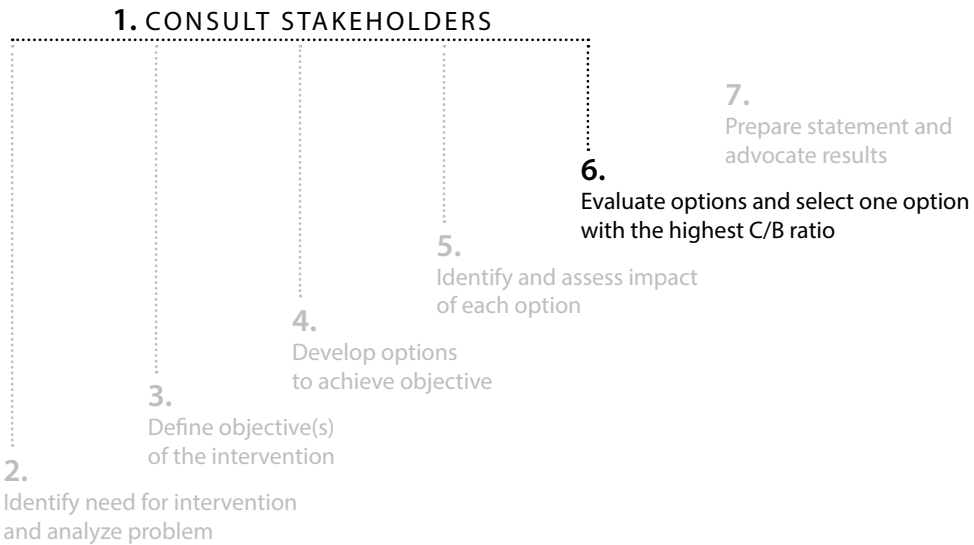 1. CONSULT STAKEHOLDERS
7.
Prepare statement and
advocate results
6.
Evaluate options and select one option
with the highest C/B ratio
5.
Identify and assess impact
of each option
4.
Develop options
to achieve objective
3.
Define objective(s)
of the intervention
2.
Identify need for intervention
and analyze problem